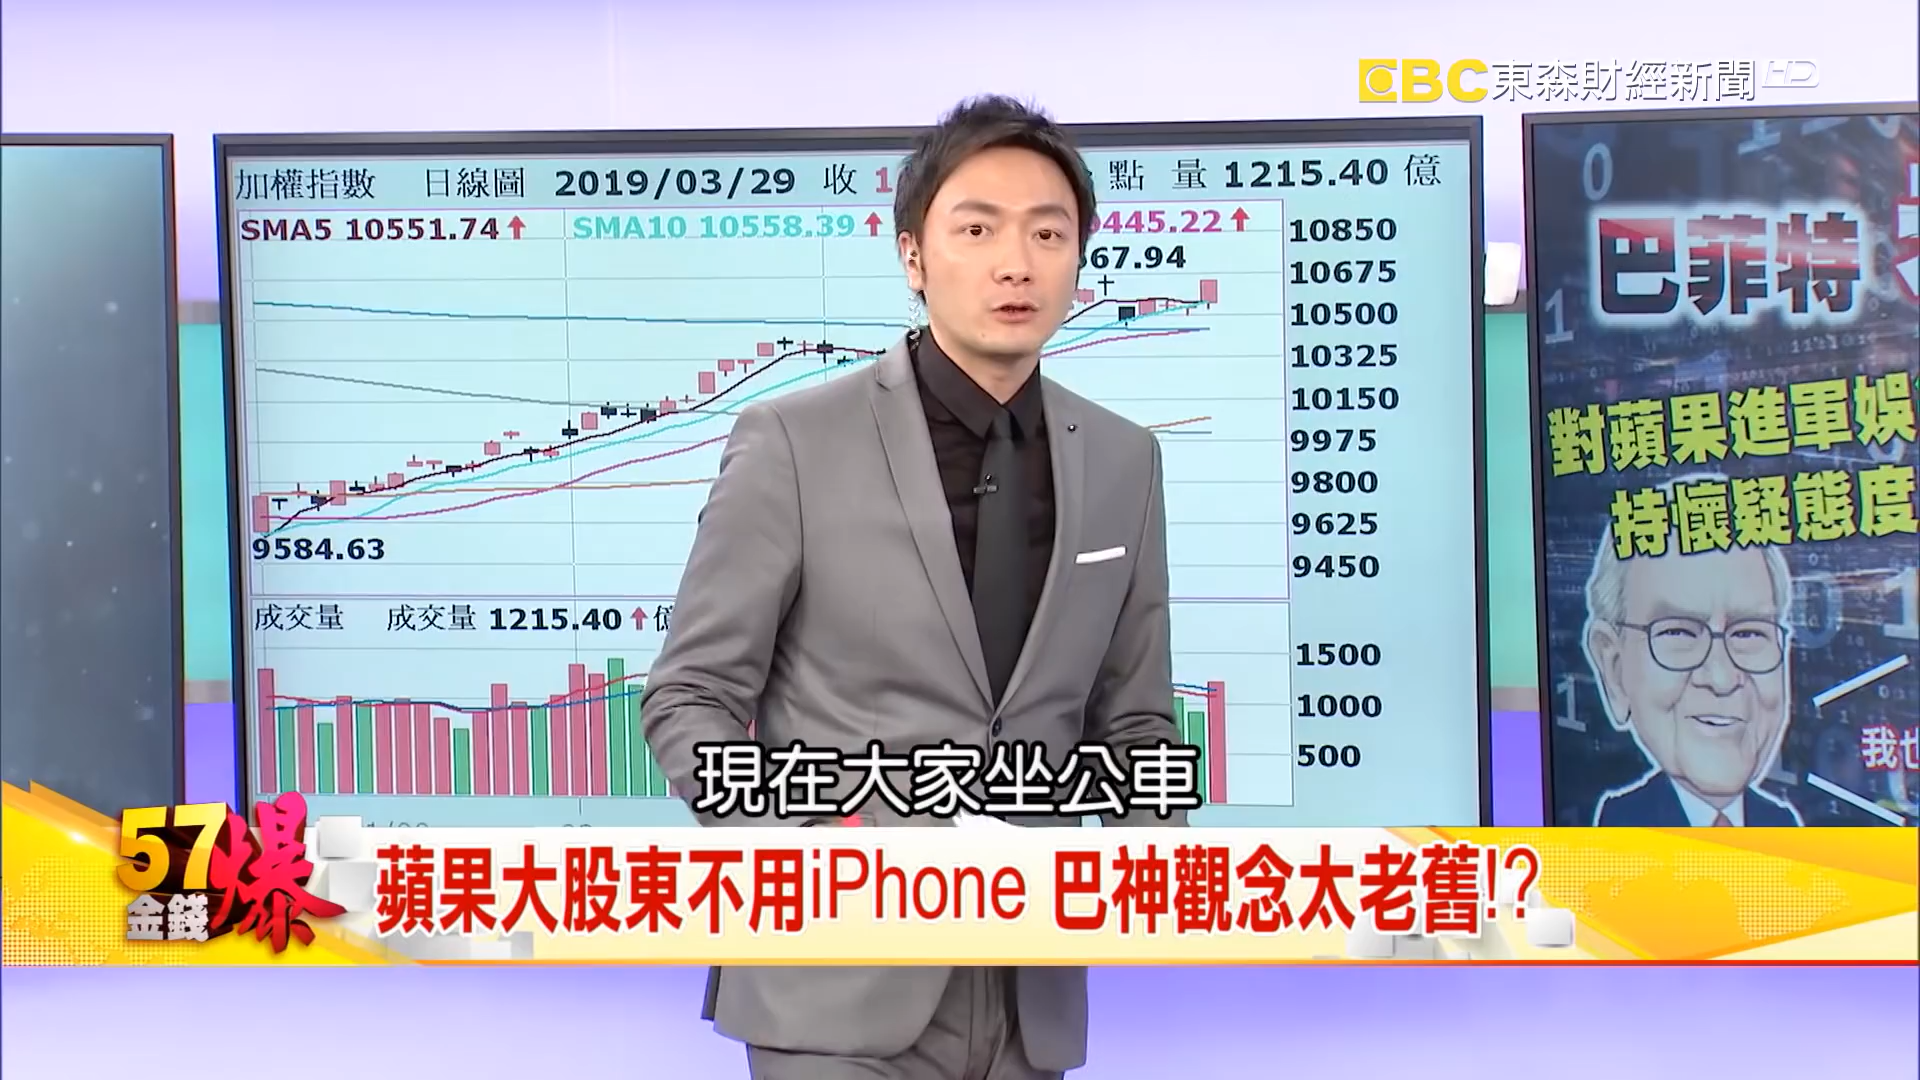 EBC東森財經新聞 HD
加權指數 日線圖 2019/03/29 收 點 量 1215.40 億
SMA5 10551.74↑ SMA10 10558.39↑ 9445.22↑
67.94
9584.63
10850
10675
10500
10325
10150
9975
9800
9625
9450
成交量 成交量 1215.40↑億
1500
1000
500
巴菲特
對蘋果進軍娛
持懷疑態度
我也
現在大家坐公車
57
金錢爆
蘋果大股東不用iPhone 巴神觀念太老舊!?